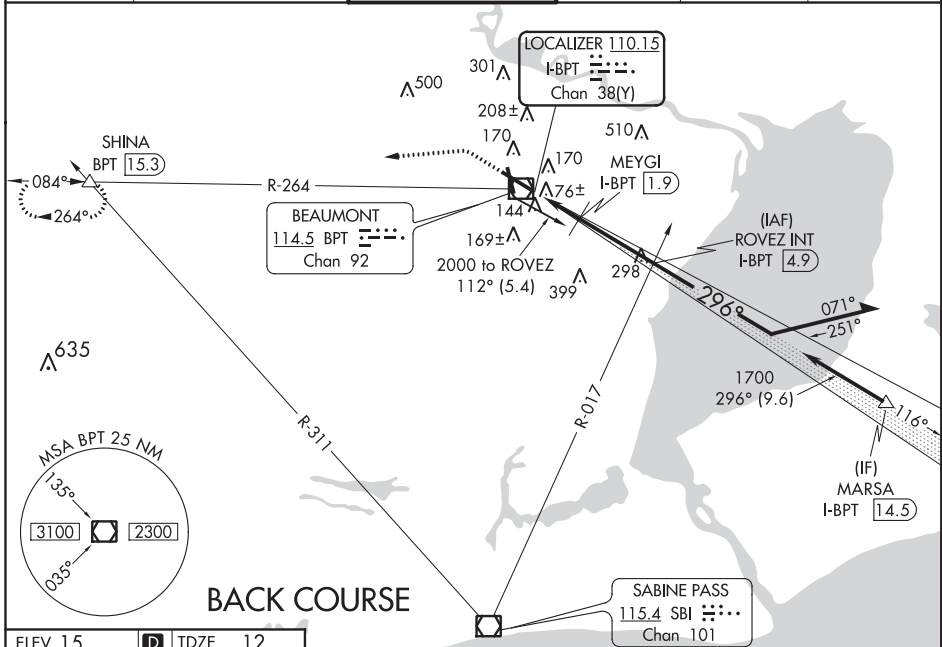 LOCALIZER 110.15
I-BPT
Chan 38(Y)
500
301
208±
170
510
170
76±
144
169±
399
298
635
SHINA
BPT 15.3
084°
264°
R-264
BEAUMONT
114.5 BPT
Chan 92
MEYGI
I-BPT 1.9
2000 to ROVEZ
112° (5.4)
(IAF)
ROVEZ INT
I-BPT 4.9
296°
071°
251°
1700
296° (9.6)
116°
(IF)
MARSA
I-BPT 14.5
R-017
R-311
MSA BPT 25 NM
135°
3100
2300
035°
BACK COURSE
SABINE PASS
115.4 SBI
Chan 101
ELEV 15 D TDZE 12